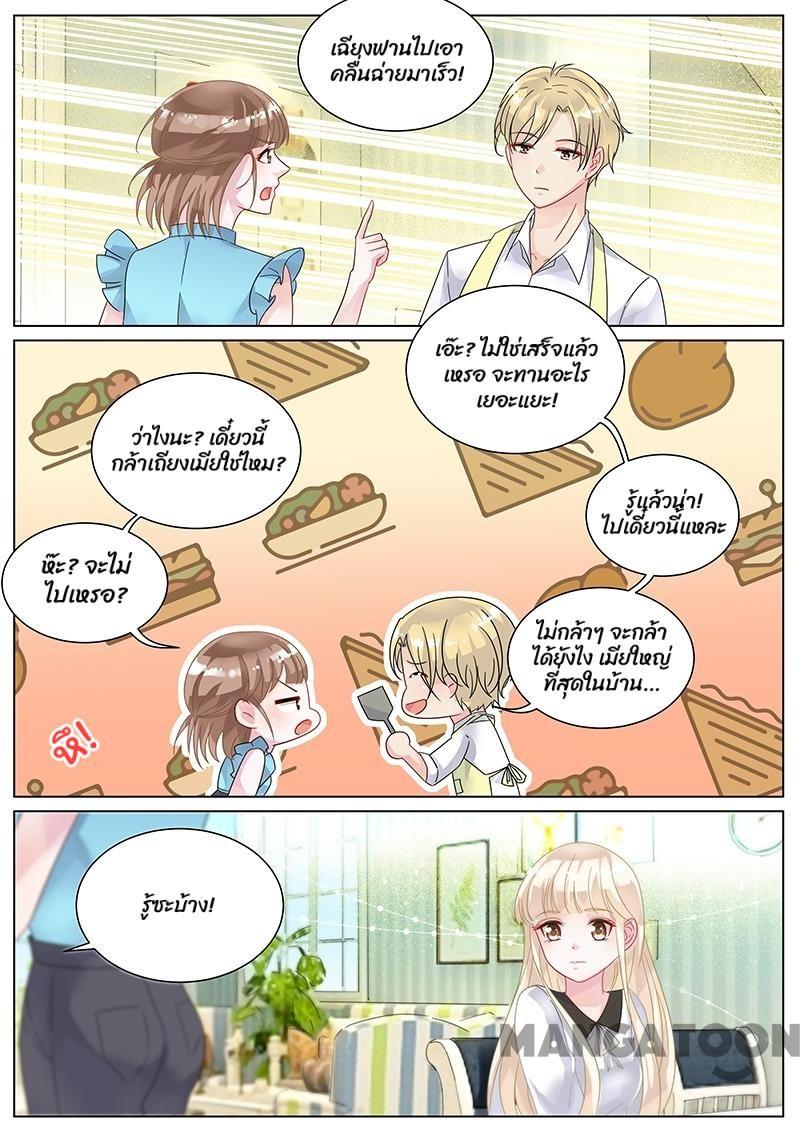 เฉียงฟานไปเอา
คลื่นฉ่ายมาเร็ว!
เอ๊ะ? ไม่ใช่เสร็จแล้ว
เหรอ จะทานอะไร
เยอะแยะ!
ว่าไงนะ? เดี๋ยวนี้
กล้าเถียงเมียใช่ไหม?
รู้แล้วน่า!
ไปเดี๋ยวนี้แหละ
ห๊ะ? จะไม่
ไปเหรอ?
ไม่กล้าๆ จะกล้า
ได้ยังไง เมียใหญ่
ที่สุดในบ้าน...
หึ!
รู้ซะบ้าง!
MANGATOON